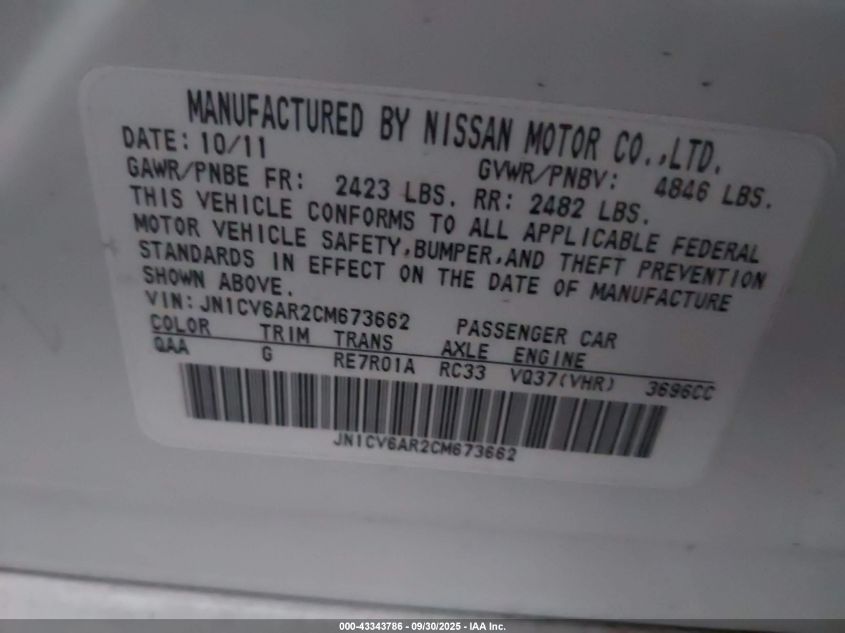 MANUFACTURED BY NISSAN MOTOR CO.,LTD.
DATE: 10/11 GVWR/PNBV: 4846 LBS.
GAWR/PNBE FR: 2423 LBS. RR: 2482 LBS.
THIS VEHICLE CONFORMS TO ALL APPLICABLE FEDERAL
MOTOR VEHICLE SAFETY,BUMPER,AND THEFT PREVENTION
STANDARDS IN EFFECT ON THE DATE OF MANUFACTURE
SHOWN ABOVE.
VIN: JN1CV6AR2CM673662 PASSENGER CAR
COLOR TRIM TRANS AXLE ENGINE
QAA G RE7R01A RC33 VQ37(VHR) 3696CC
JN1CV6AR2CM673662
000-43343786 - 09/30/2025 - IAA Inc.